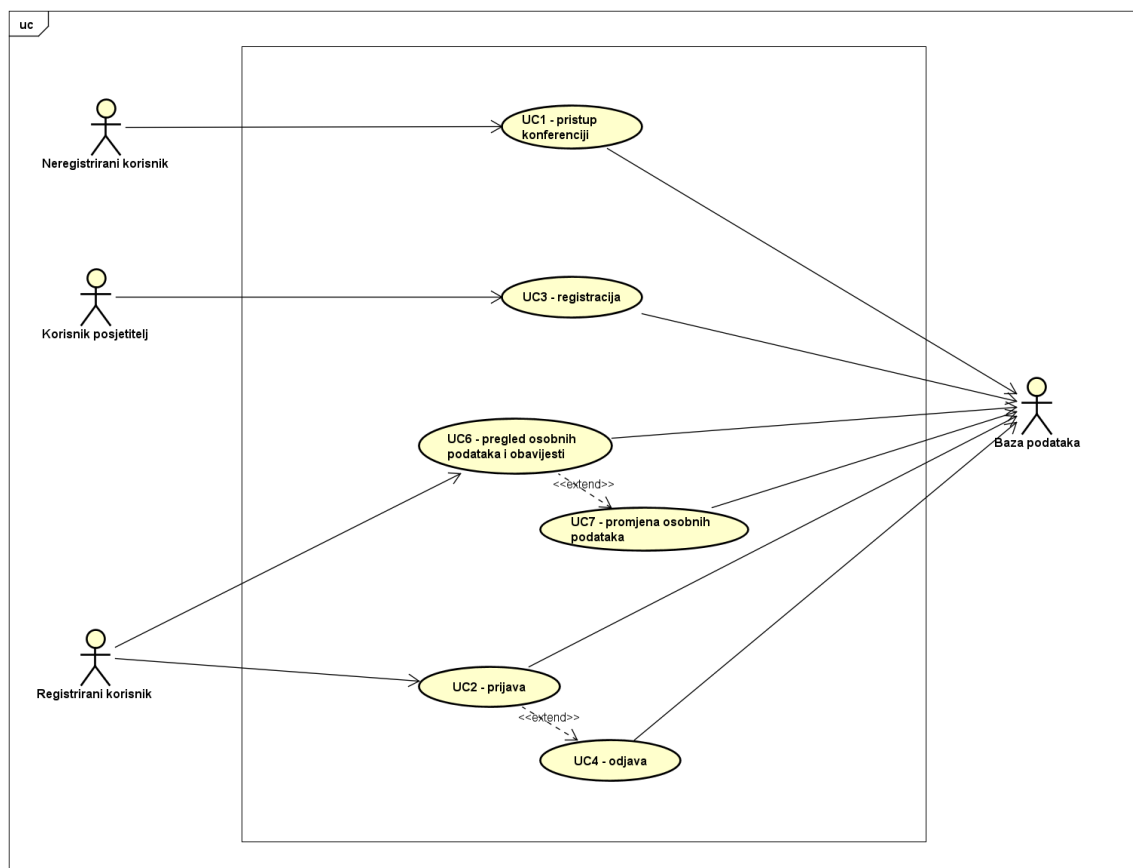 uc
UC1 - pristup
konferenciji
Neregistrirani korisnik
UC3 - registracija
Korisnik posjetitelj
UC6 - pregled osobnih
podataka i obavijesti
Baza podataka
<<extend>>
UC7 - promjena osobnih
podataka
UC2 - prijava
Registrirani korisnik
<<extend>>
UC4 - odjava